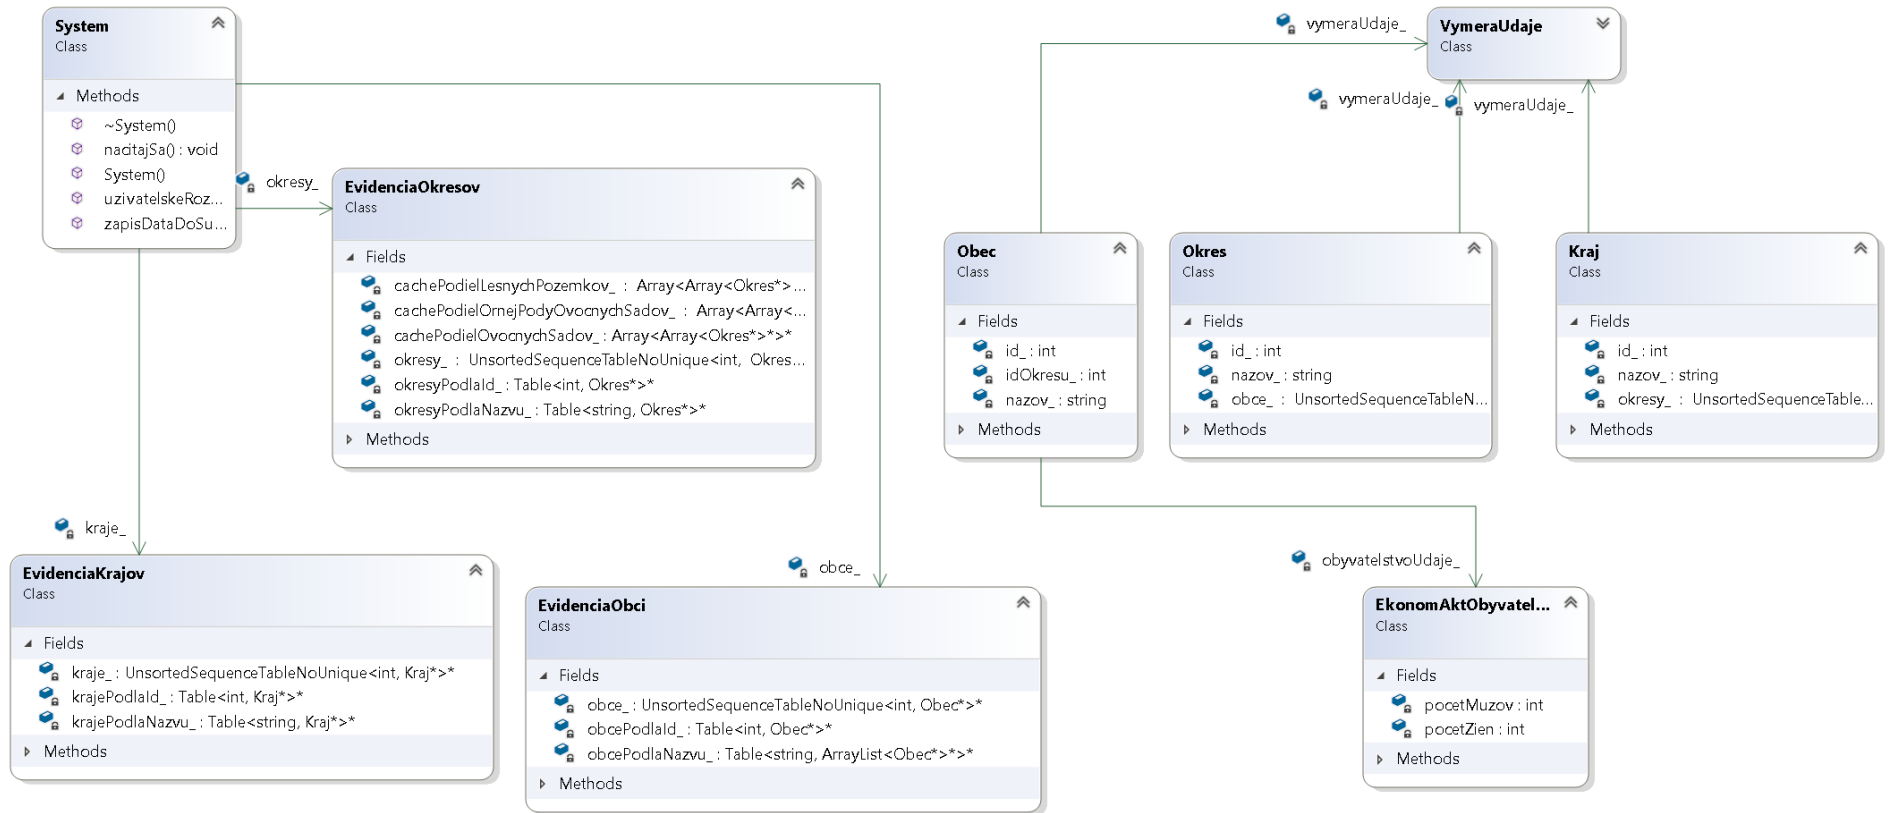 System
Class
Methods
~System()
nacitajSa() : void
System()
uzivatelskeRoz...
zapisDataDoSu...
okresy_
EvidenciaOkresov
Class
Fields
cachePodielLesnychPozemkov_ : Array<Array<Okres*>...
cachePodielOrnejPodyOvocnychSadov_ : Array<Array<...
cachePodielOvocnychSadov_ : Array<Array<Okres*>*>*
okresy_ : UnsortedSequenceTableNoUnique<int, Okres...
okresyPodlaId_ : Table<int, Okres*>*
okresyPodlaNazvu_ : Table<string, Okres*>*
Methods
kraje_
EvidenciaKrajov
Class
Fields
kraje_ : UnsortedSequenceTableNoUnique<int, Kraj*>*
krajePodlaId_ : Table<int, Kraj*>*
krajePodlaNazvu_ : Table<string, Kraj*>*
Methods
obce_
EvidenciaObci
Class
Fields
obce_ : UnsortedSequenceTableNoUnique<int, Obec*>*
obcePodlaId_ : Table<int, Obec*>*
obcePodlaNazvu_ : Table<string, ArrayList<Obec*>*>*
Methods
vymeraUdaje_
VymeraUdaje
Class
vymeraUdaje_
vymeraUdaje_
Obec
Class
Fields
id_ : int
idOkresu_ : int
nazov_ : string
Methods
Okres
Class
Fields
id_ : int
nazov_ : string
obce_ : UnsortedSequenceTableN...
Methods
Kraj
Class
Fields
id_ : int
nazov_ : string
okresy_ : UnsortedSequenceTable...
Methods
obyvatelstvoUdaje_
EkonomAktObyvatel...
Class
Fields
pocetMuzov : int
pocetZien : int
Methods